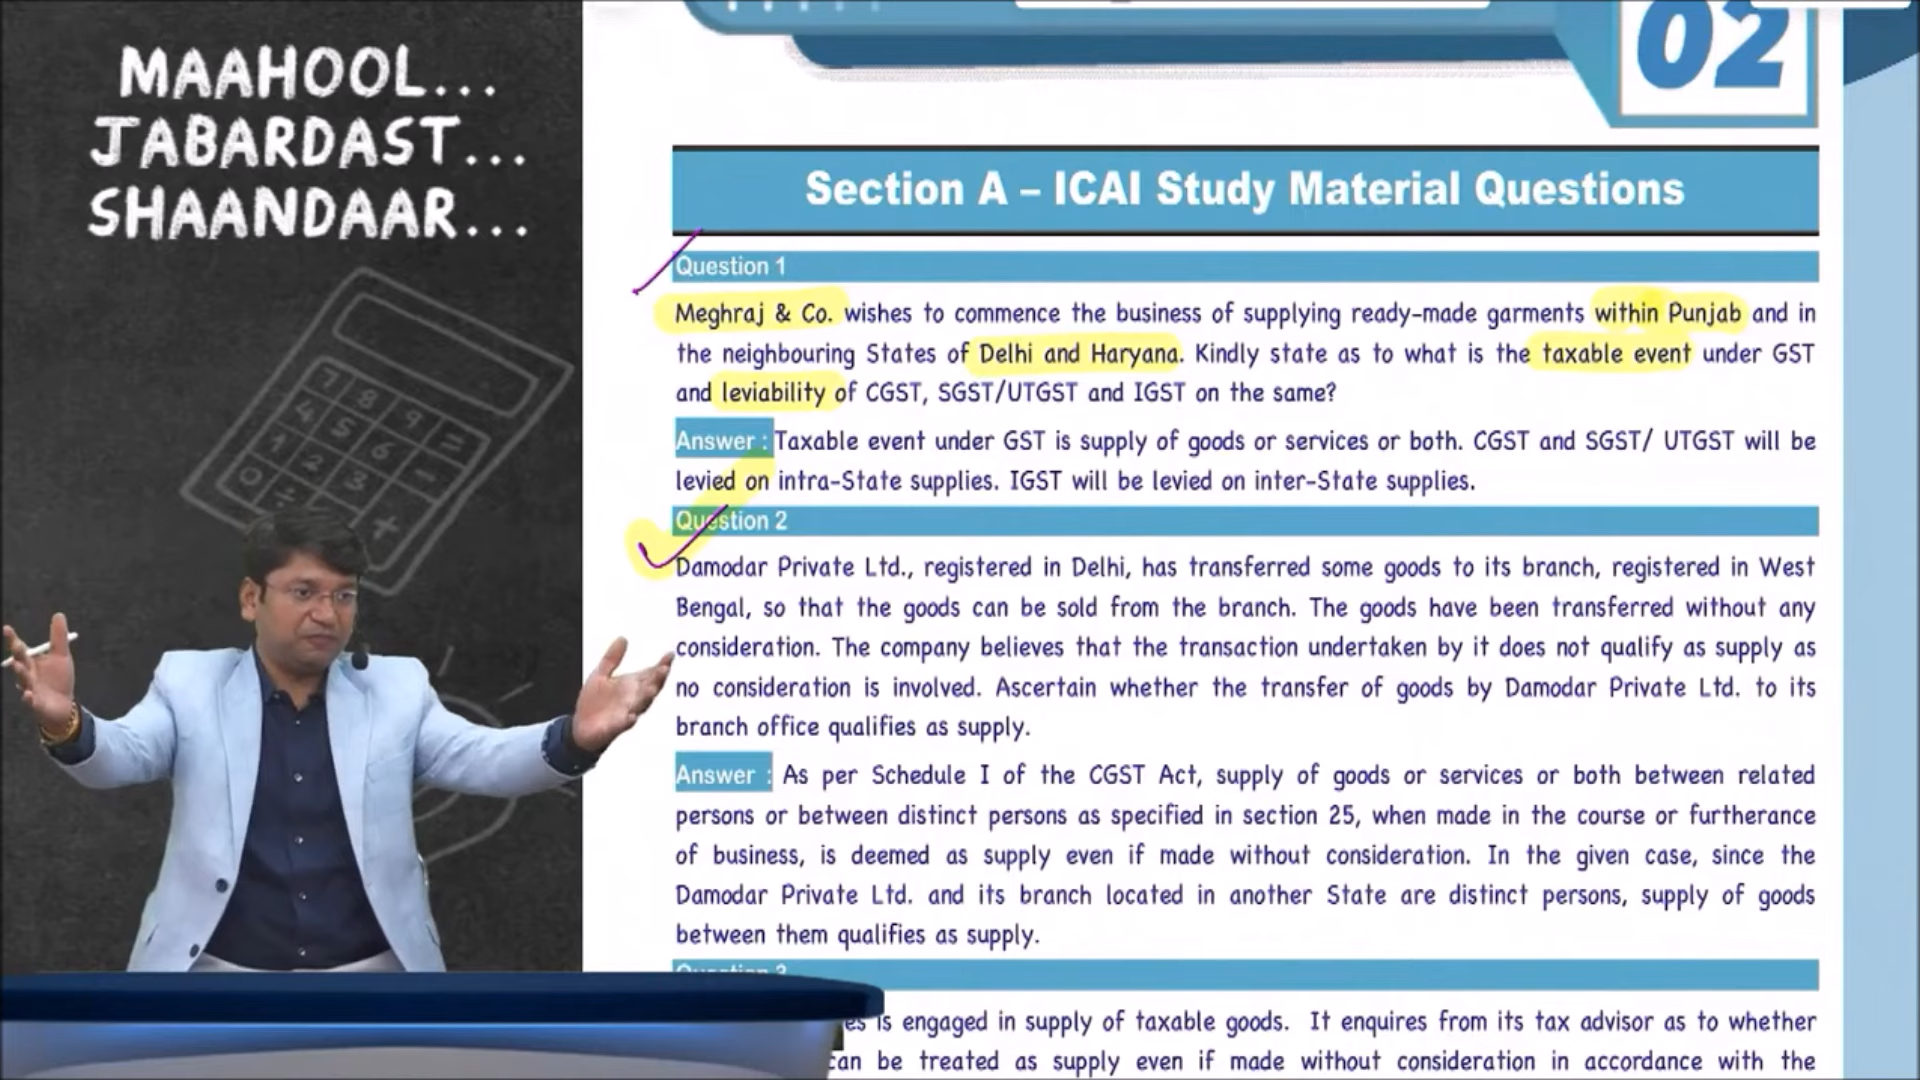 MAAHOOL...
JABARDAST...
SHAANDAAR...
7 8 9 =
4 5 6 –
1 2 3
0 ÷ +
02
Section A – ICAI Study Material Questions
Question 1
Meghraj & Co. wishes to commence the business of supplying ready-made garments within Punjab and in
the neighbouring States of Delhi and Haryana. Kindly state as to what is the taxable event under GST
and leviability of CGST, SGST/UTGST and IGST on the same?
Answer : Taxable event under GST is supply of goods or services or both. CGST and SGST/ UTGST will be
levied on intra-State supplies. IGST will be levied on inter-State supplies.
Question 2
Damodar Private Ltd., registered in Delhi, has transferred some goods to its branch, registered in West
Bengal, so that the goods can be sold from the branch. The goods have been transferred without any
consideration. The company believes that the transaction undertaken by it does not qualify as supply as
no consideration is involved. Ascertain whether the transfer of goods by Damodar Private Ltd. to its
branch office qualifies as supply.
Answer : As per Schedule I of the CGST Act, supply of goods or services or both between related
persons or between distinct persons as specified in section 25, when made in the course or furtherance
of business, is deemed as supply even if made without consideration. In the given case, since the
Damodar Private Ltd. and its branch located in another State are distinct persons, supply of goods
between them qualifies as supply.
Question 3
is engaged in supply of taxable goods. It enquires from its tax advisor as to whether
can be treated as supply even if made without consideration in accordance with the